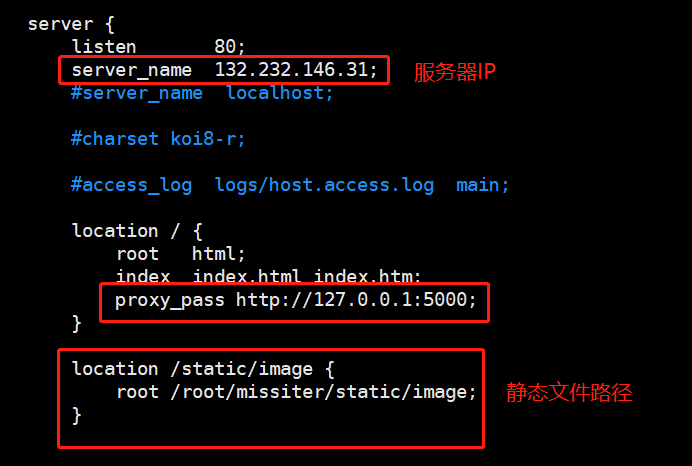 server {
listen 80;
server_name 132.232.146.31; 服务器IP
#server_name localhost;
#charset koi8-r;
#access_log logs/host.access.log main;
location / {
root html;
index index.html index.htm;
proxy_pass http://127.0.0.1:5000;
}
location /static/image {
root /root/missiter/static/image; 静态文件路径
}